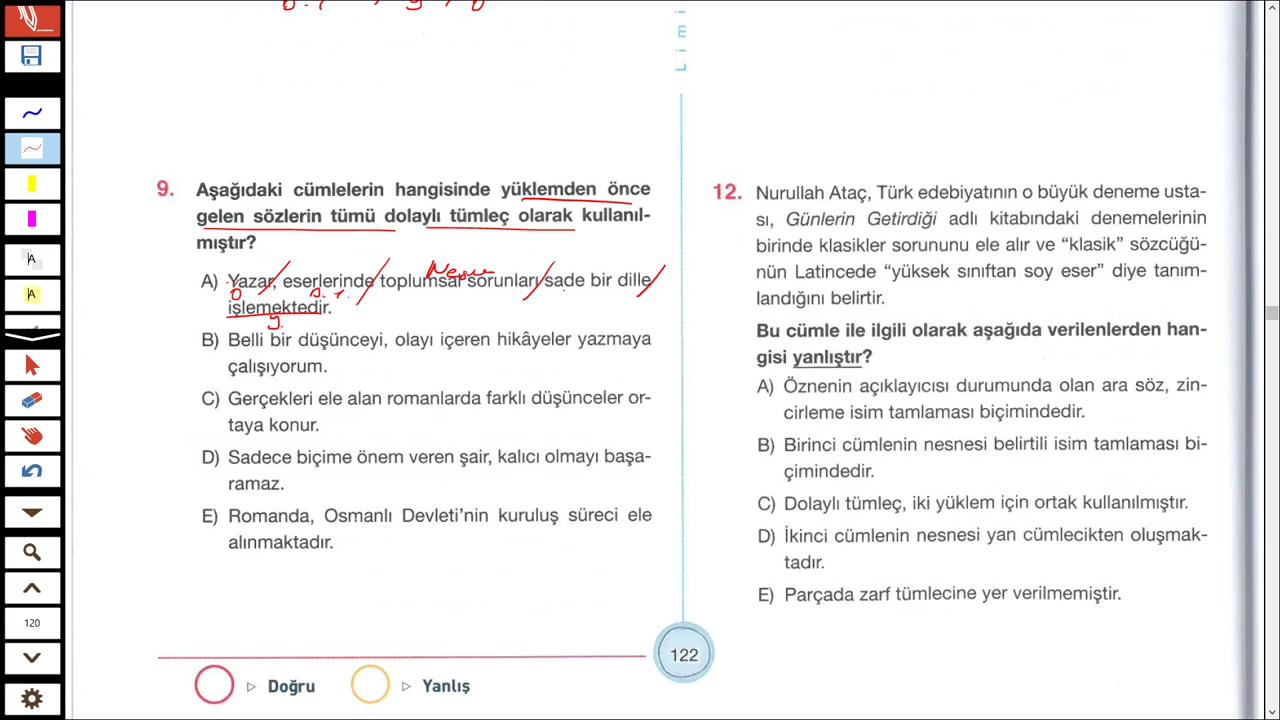 Limi
9. Aşağıdaki cümlelerin hangisinde yüklemden önce
gelen sözlerin tümü dolaylı tümleç olarak kullanıl-
mıştır?
A) Yazar, eserlerinde toplumsal sorunları sade bir dille
işlemektedir.
Nesne
Ö
D. T.
y.
B) Belli bir düşünceyi, olayı içeren hikâyeler yazmaya
çalışıyorum.
C) Gerçekleri ele alan romanlarda farklı düşünceler or-
taya konur.
D) Sadece biçime önem veren şair, kalıcı olmayı başa-
ramaz.
E) Romanda, Osmanlı Devleti’nin kuruluş süreci ele
alınmaktadır.
12. Nurullah Ataç, Türk edebiyatının o büyük deneme usta-
sı, Günlerin Getirdiği adlı kitabındaki denemelerinin
birinde klasikler sorununu ele alır ve “klasik” sözcüğü-
nün Latincede “yüksek sınıftan soy eser” diye tanım-
landığını belirtir.
Bu cümle ile ilgili olarak aşağıda verilenlerden han-
gisi yanlıştır?
A) Öznenin açıklayıcısı durumunda olan ara söz, zin-
cirleme isim tamlaması biçimindedir.
B) Birinci cümlenin nesnesi belirtili isim tamlaması bi-
çimindedir.
C) Dolaylı tümleç, iki yüklem için ortak kullanılmıştır.
D) İkinci cümlenin nesnesi yan cümlecikten oluşmak-
tadır.
E) Parçada zarf tümlecine yer verilmemiştir.
122
Doğru
Yanlış
A
A
120